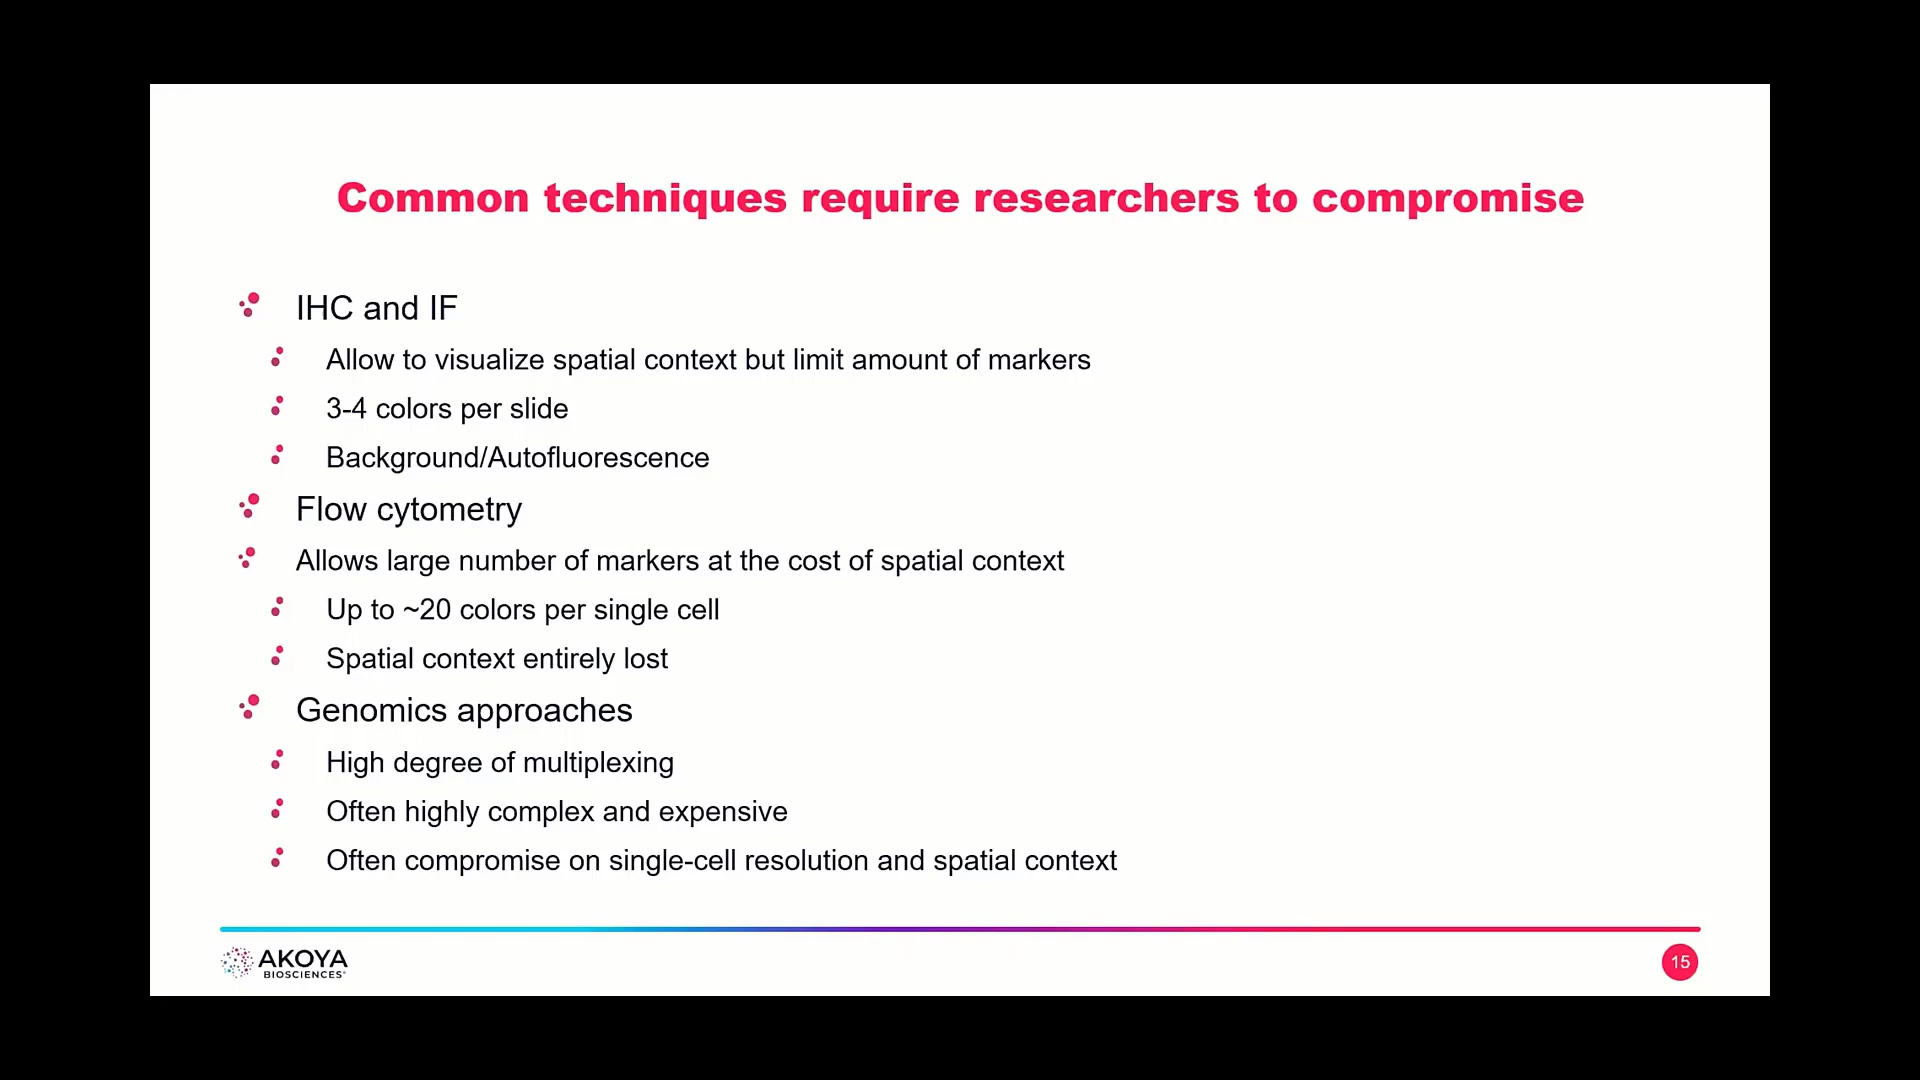 Common techniques require researchers to compromise
IHC and IF
Allow to visualize spatial context but limit amount of markers
3-4 colors per slide
Background/Autofluorescence
Flow cytometry
Allows large number of markers at the cost of spatial context
Up to ~20 colors per single cell
Spatial context entirely lost
Genomics approaches
High degree of multiplexing
Often highly complex and expensive
Often compromise on single-cell resolution and spatial context
AKOYA
BIOSCIENCES®
15